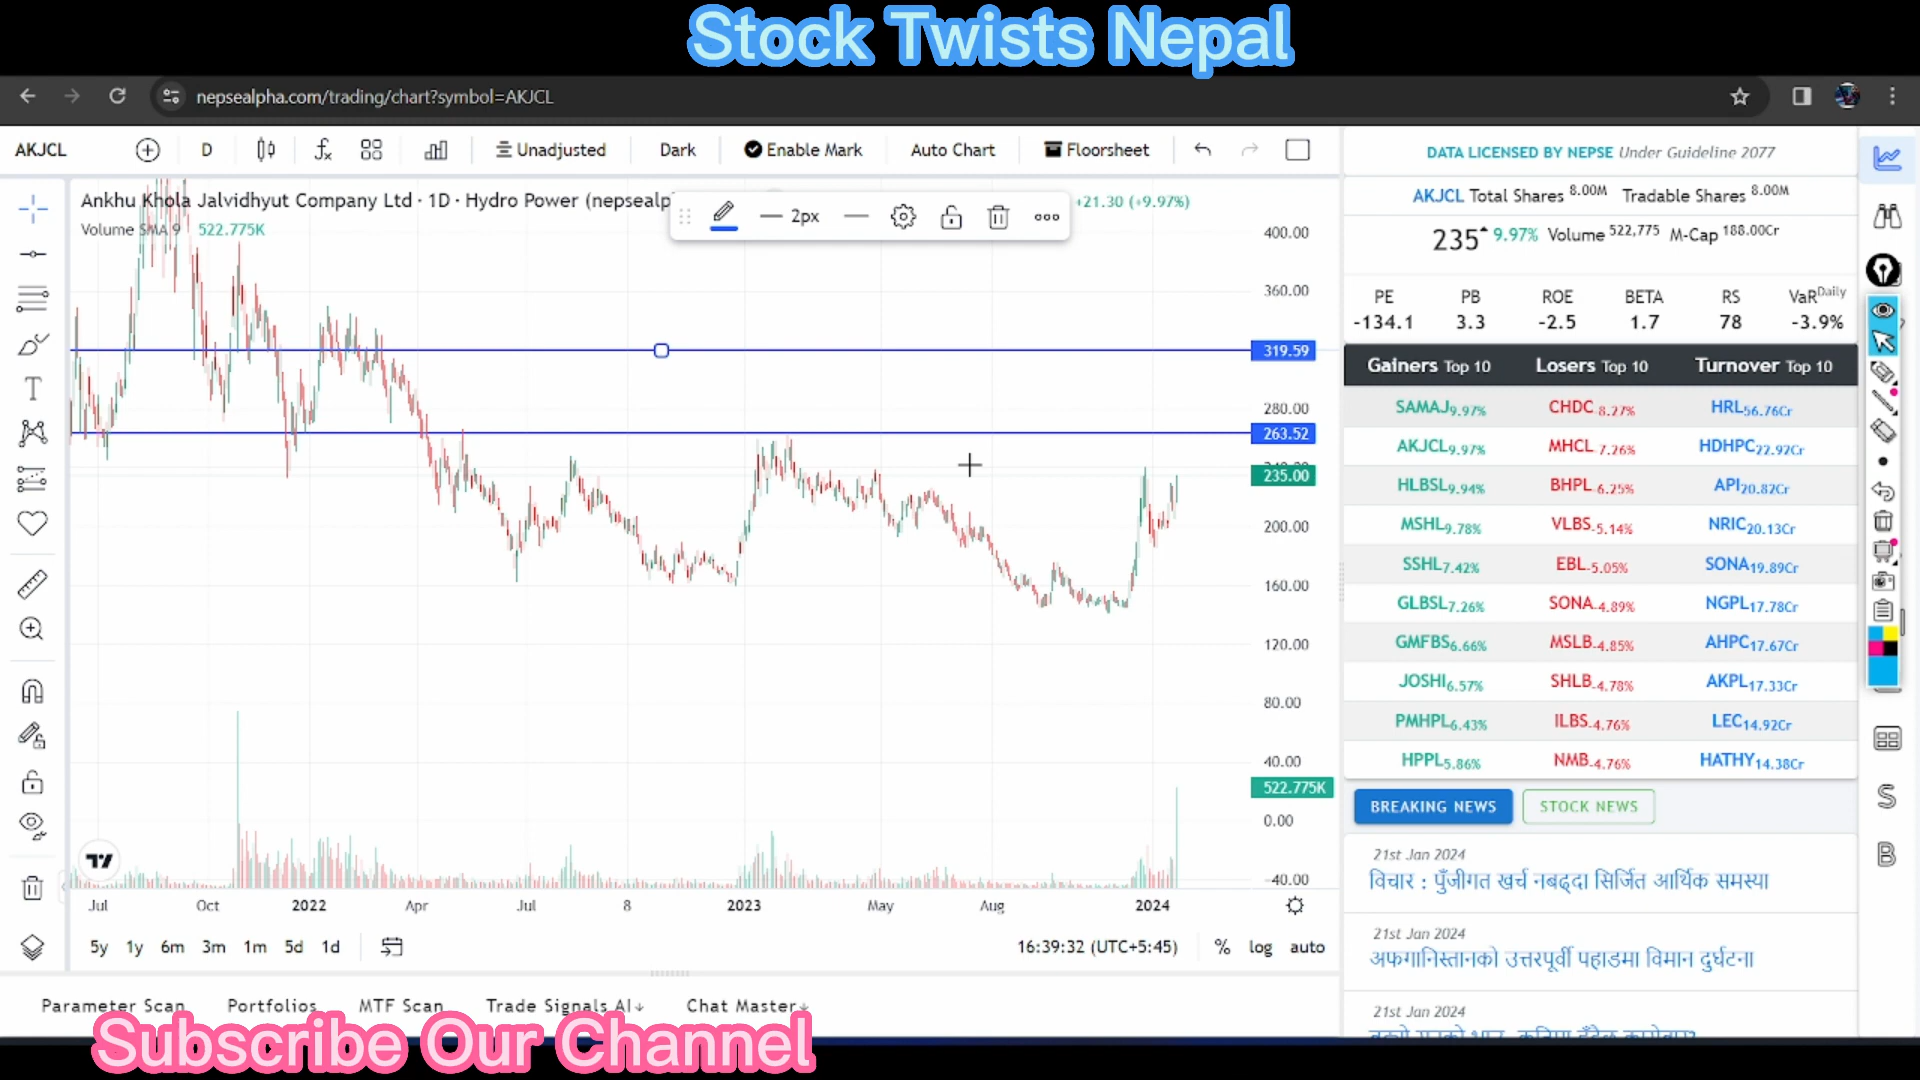 Stock Twists Nepal
nepsealpha.com/trading/chart?symbol=AKJCL
AKJCL D Unadjusted Dark Enable Mark Auto Chart Floorsheet
DATA LICENSED BY NEPSE Under Guideline 2077
AKJCL Total Shares 8.00M Tradable Shares 8.00M
235 9.97% Volume 522,775 M-Cap 188.00Cr
PE PB ROE BETA RS VaR Daily
-134.1 3.3 -2.5 1.7 78 -3.9%
Ankhu Khola Jalvidhyut Company Ltd · 1D · Hydro Power (nepsealp
2px
+21.30 (+9.97%)
Volume SMA 9 522.775K
400.00
360.00
319.59
280.00
263.52
235.00
200.00
160.00
120.00
80.00
40.00
522.775K
0.00
-40.00
Jul Oct 2022 Apr Jul 8 2023 May Aug 2024
5y 1y 6m 3m 1m 5d 1d 16:39:32 (UTC+5:45) % log auto
Parameter Scan Portfolios MTF Scan Trade Signals AI Chat Master
Gainers Top 10 Losers Top 10 Turnover Top 10
SAMAJ 9.97% CHDC -8.27% HRL 56.76Cr
AKJCL 9.97% MHCL -7.26% HDHPC 22.92Cr
HLBSL 9.94% BHPL -6.25% API 20.82Cr
MSHL 9.78% VLBS -5.14% NRIC 20.13Cr
SSHL 7.42% EBL -5.05% SONA 19.89Cr
GLBSL 7.26% SONA -4.89% NGPL 17.78Cr
GMFBS 6.66% MSLB -4.85% AHPC 17.67Cr
JOSHI 6.57% SHLB -4.78% AKPL 17.33Cr
PMHPL 6.43% ILBS -4.76% LEC 14.92Cr
HPPL 5.86% NMB -4.76% HATHY 14.38Cr
BREAKING NEWS STOCK NEWS
21st Jan 2024
विचार : पुँजीगत खर्च नबढ्दा सिर्जित आर्थिक समस्या
21st Jan 2024
अफगानिस्तानको उत्तरपूर्वी पहाडमा विमान दुर्घटना
21st Jan 2024
S
B
Subscribe Our Channel